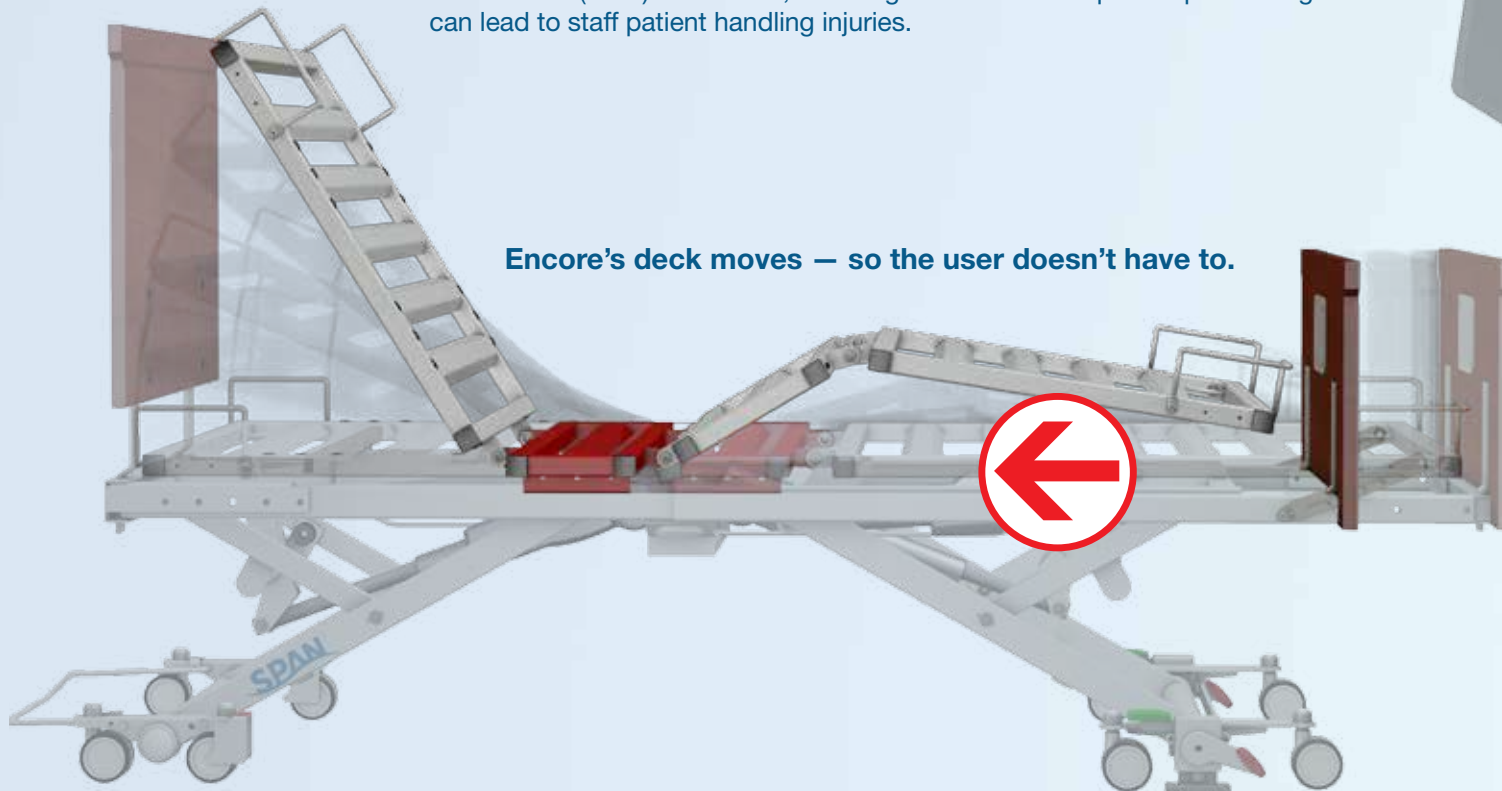 can lead to staff patient handling injuries.
Encore's deck moves — so the user doesn't have to.
SPAN